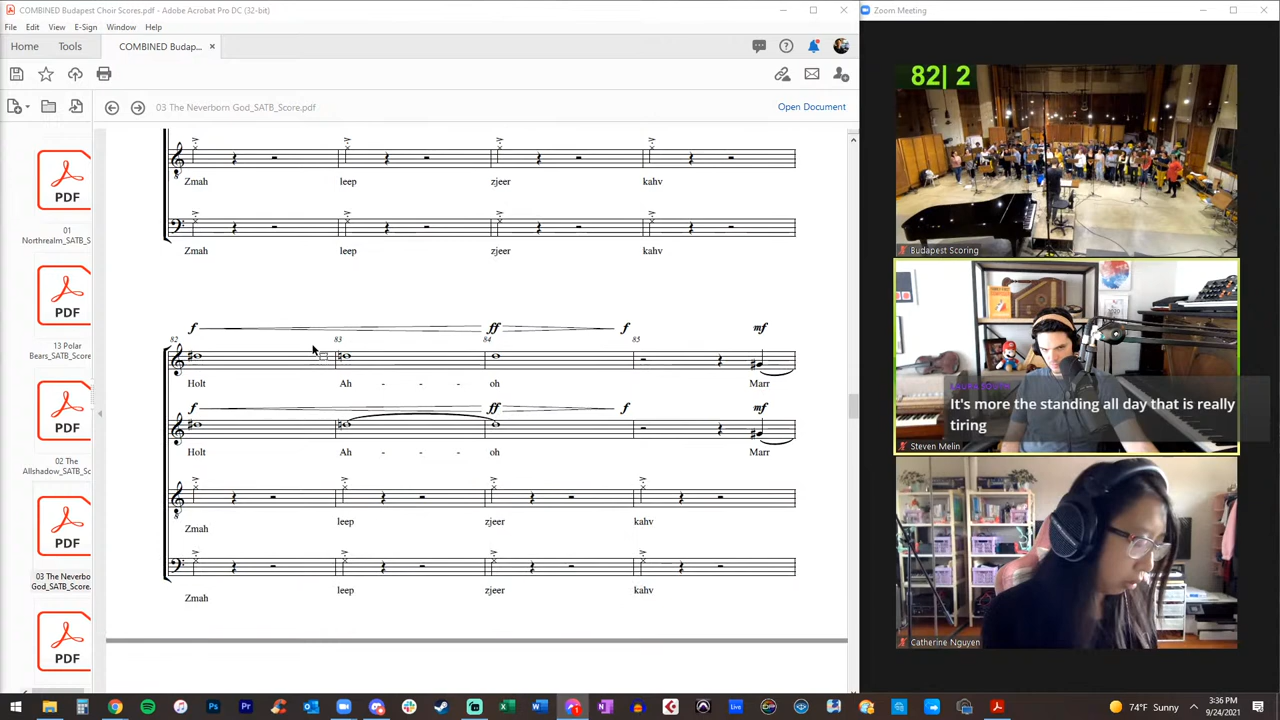 COMBINED Budapest Choir Scores.pdf - Adobe Acrobat Pro DC (32-bit)
File Edit View E-Sign Window Help
Home Tools COMBINED Budap... ×
03 The Neverborn God_SATB_Score.pdf
Open Document
PDF
01
Northrealm_SATB_S...
PDF
13 Polar
Bears_SATB_Score...
PDF
02 The
Allshadow_SATB_Sc...
PDF
03 The Neverborn
God_SATB_Score...
PDF
Zmah leep zjeer kahv
Zmah leep zjeer kahv
f ff f mf
82 83 84 85
Holt Ah - - - oh Marr
f ff f mf
Holt Ah - - - oh Marr
Zmah leep zjeer kahv
Zmah leep zjeer kahv
Zoom Meeting
82| 2
Budapest Scoring
It's more the standing all day that is really
tiring
Steven Melin
Catherine Nguyen
74°F Sunny
3:36 PM
9/24/2021